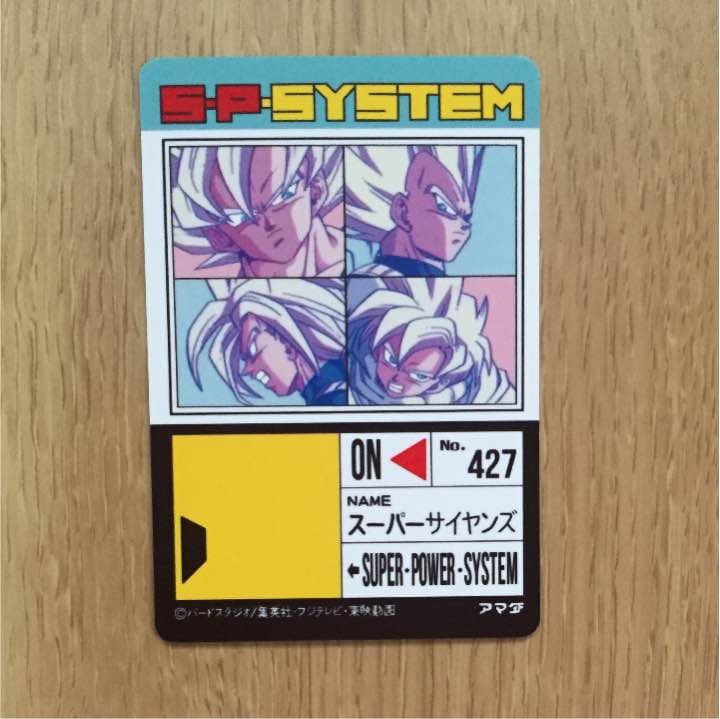 S・P・SYSTEM
ON
No. 427
NAME
スーパーサイヤンズ
←SUPER・POWER・SYSTEM
©バードスタジオ/集英社・フジテレビ・東映動画
アマダ